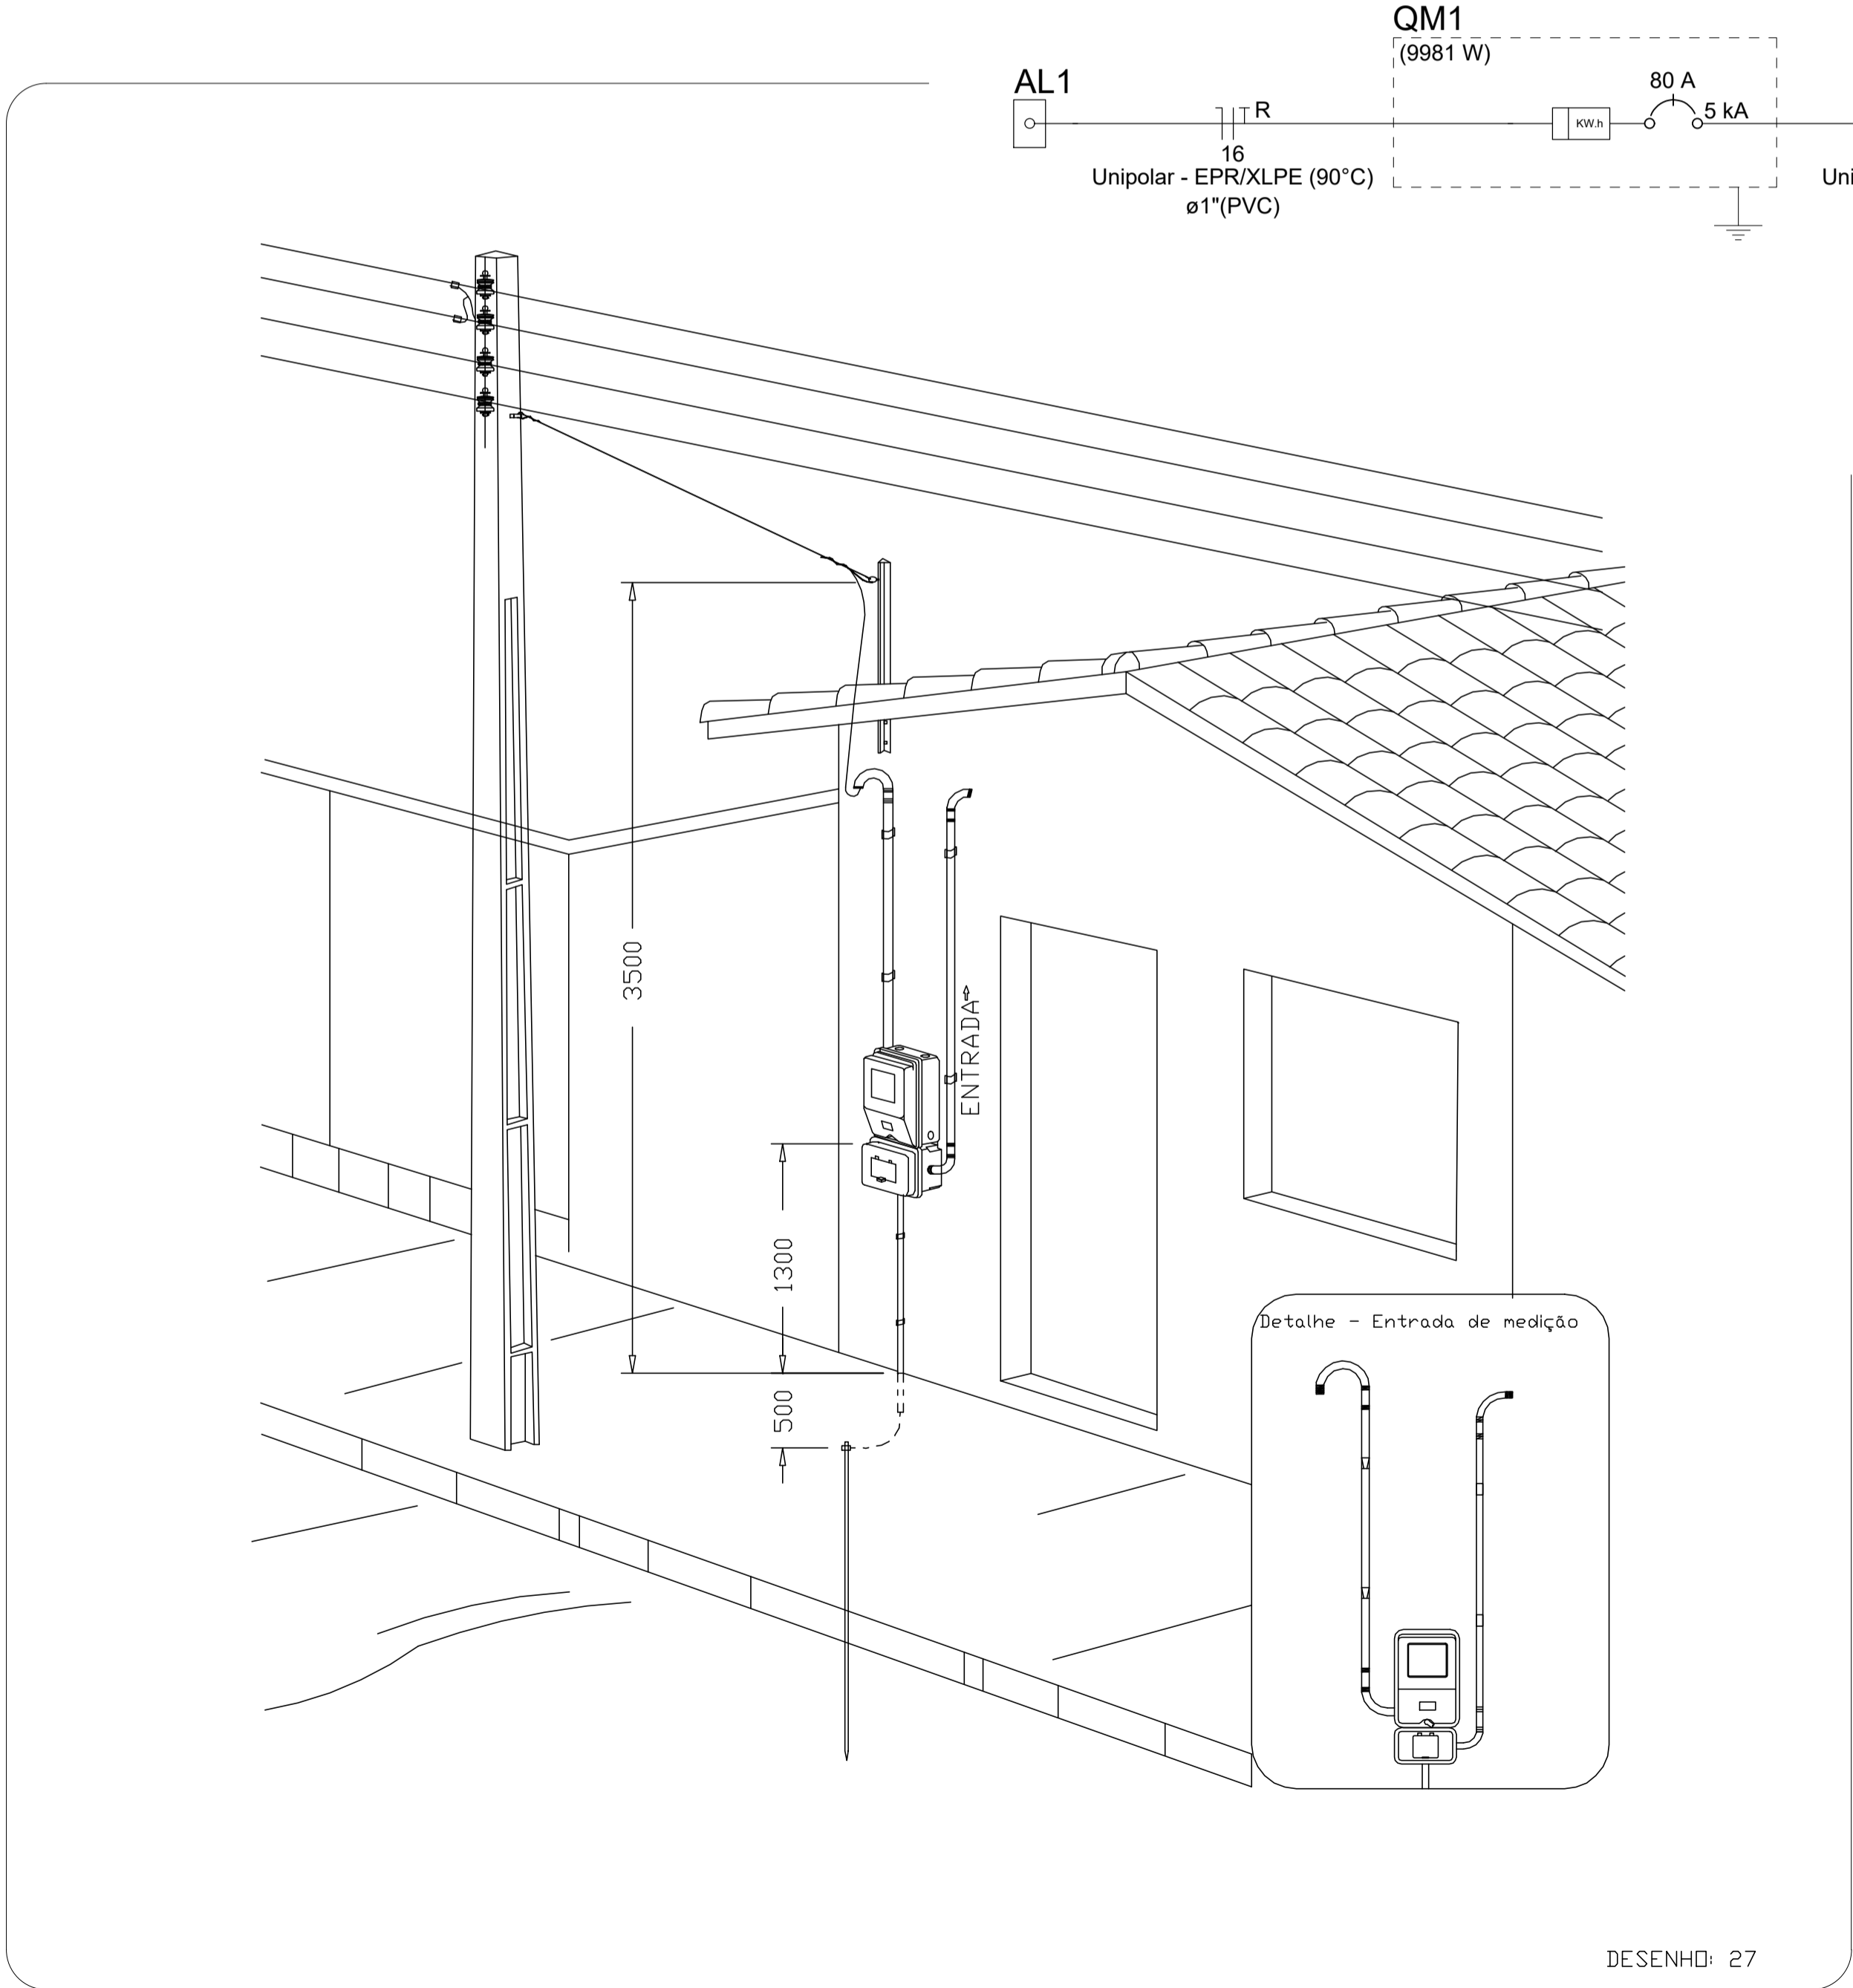 QM1
(9981 W)
AL1
R
80 A
5 kA
KW.h
16
Unipolar - EPR/XLPE (90°C)
ø1"(PVC)
Uni
3500
ENTRADA
1300
500
Detalhe - Entrada de medição
DESENHO: 27